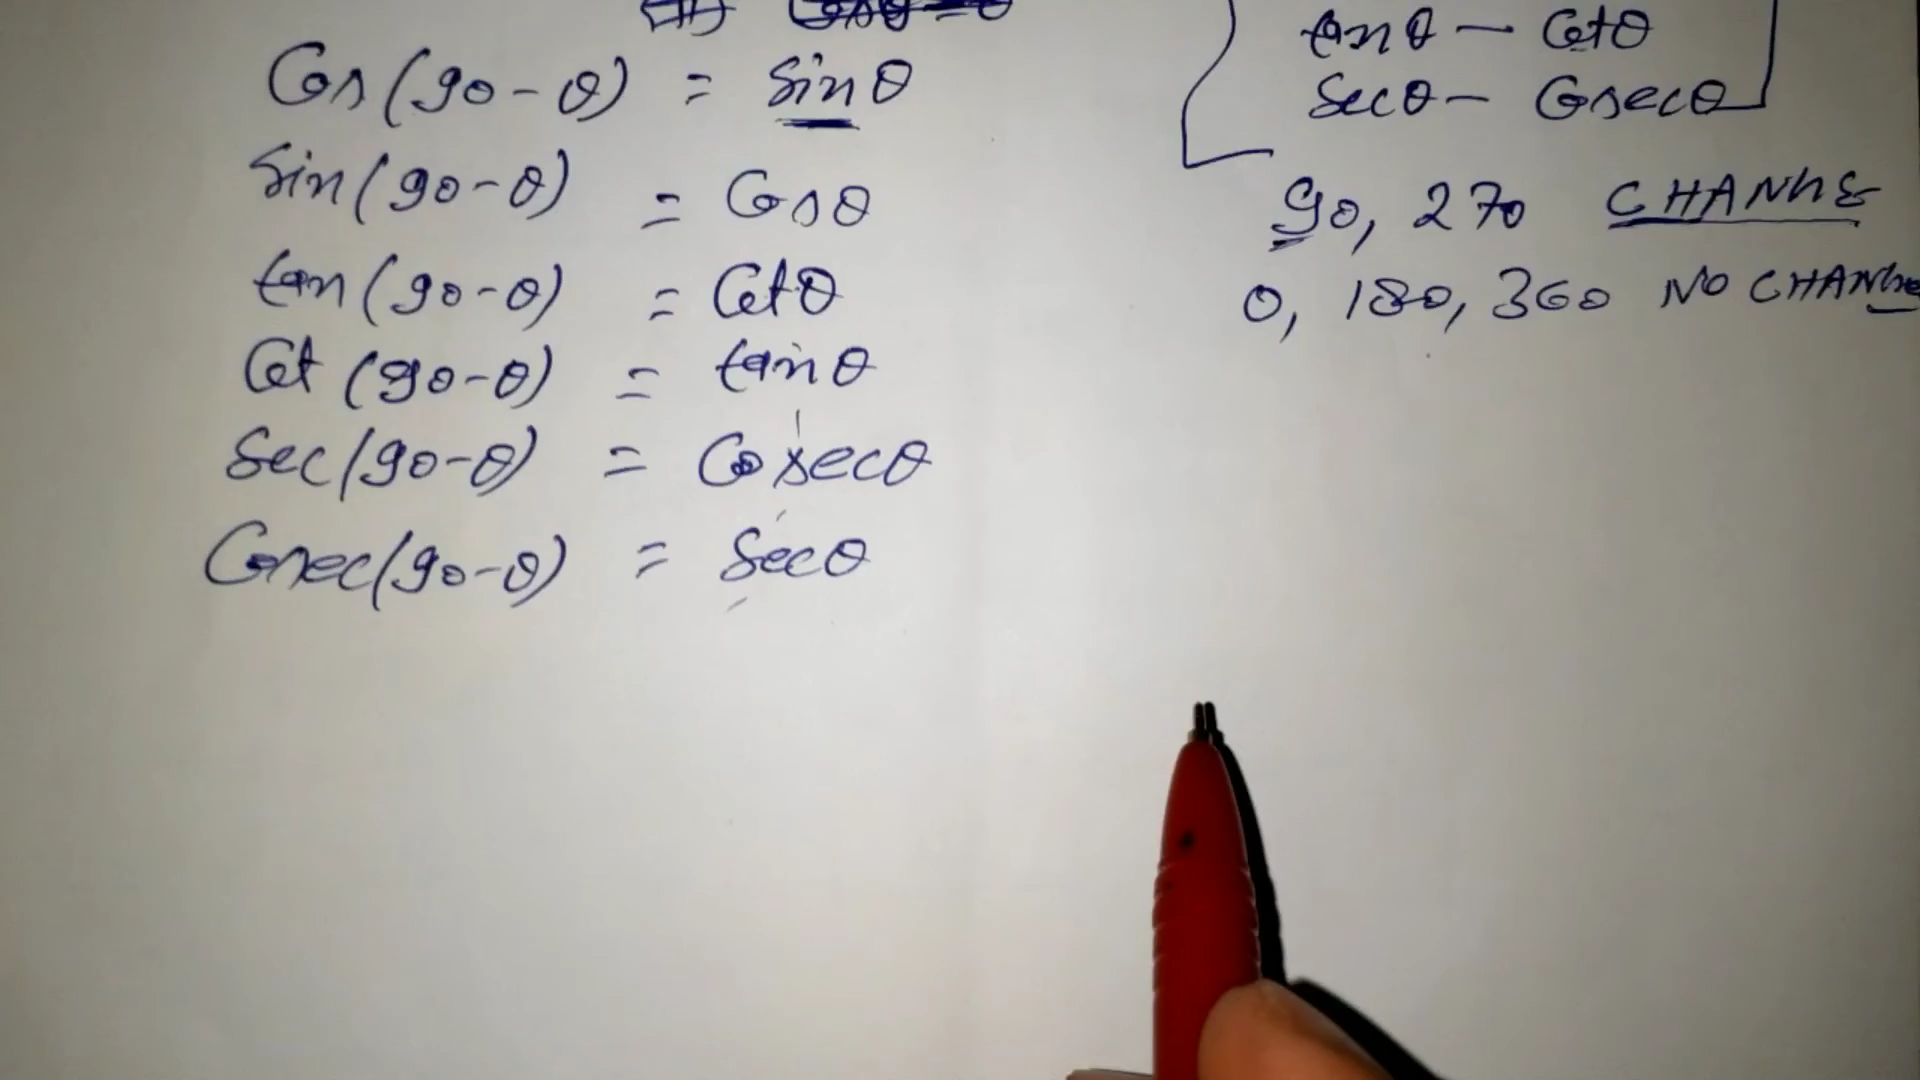 Cos(90-θ) = Sinθ
Sin(90-θ) = Cosθ
tan(90-θ) = Cotθ
Cot(90-θ) = tanθ
Sec(90-θ) = Cosecθ
Cosec(90-θ) = Secθ
tanθ - Cotθ
Secθ - Cosecθ
90, 270 CHANGE
0, 180, 360 NO CHANGE